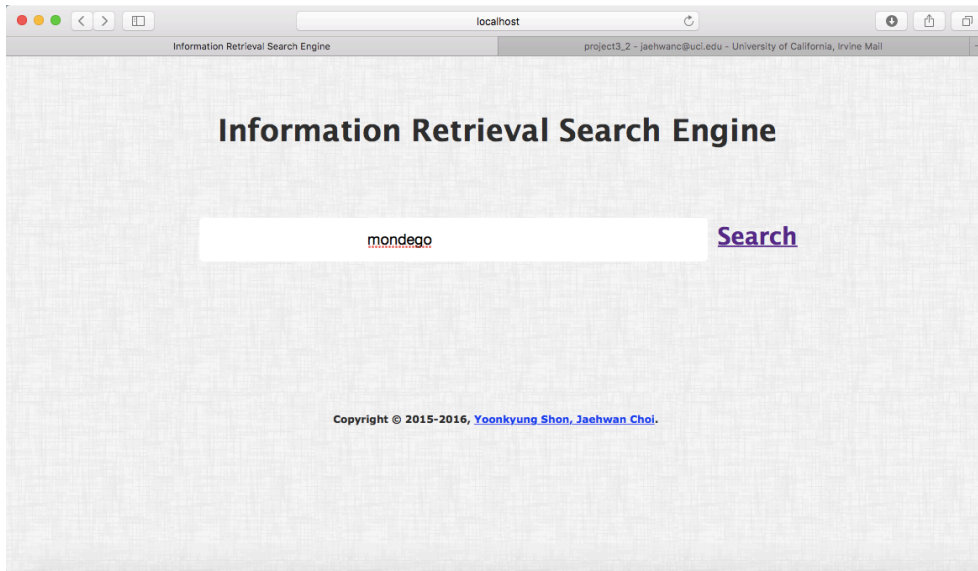 localhost
Information Retrieval Search Engine
project3_2 - jaehwanc@uci.edu - University of California, Irvine Mail
Information Retrieval Search Engine
mondego
Search
Copyright © 2015-2016, Yoonkyung Shon, Jaehwan Choi.